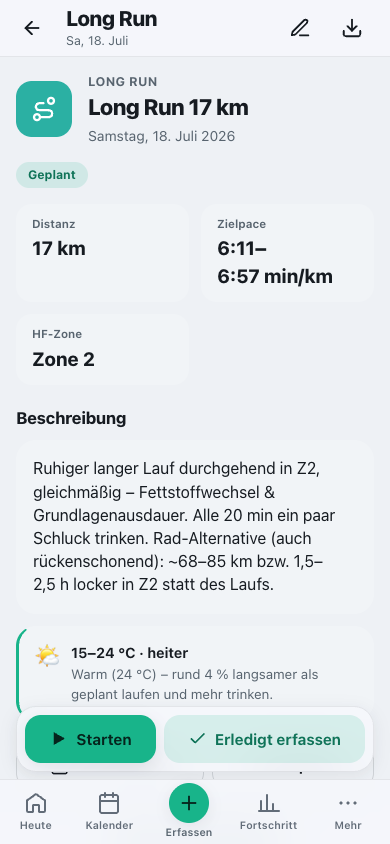 Long Run
Sa, 18. Juli
LONG RUN
Long Run 17 km
Samstag, 18. Juli 2026
Geplant
Distanz
17 km
Zielpace
6:11–
6:57 min/km
HF-Zone
Zone 2
Beschreibung
Ruhiger langer Lauf durchgehend in Z2,
gleichmäßig – Fettstoffwechsel &
Grundlagenausdauer. Alle 20 min ein paar
Schluck trinken. Rad-Alternative (auch
rückenschonend): ~68–85 km bzw. 1,5–
2,5 h locker in Z2 statt des Laufs.
15–24 °C · heiter
Warm (24 °C) – rund 4 % langsamer als
geplant laufen und mehr trinken.
Starten
Erledigt erfassen
Heute
Kalender
Erfassen
Fortschritt
Mehr